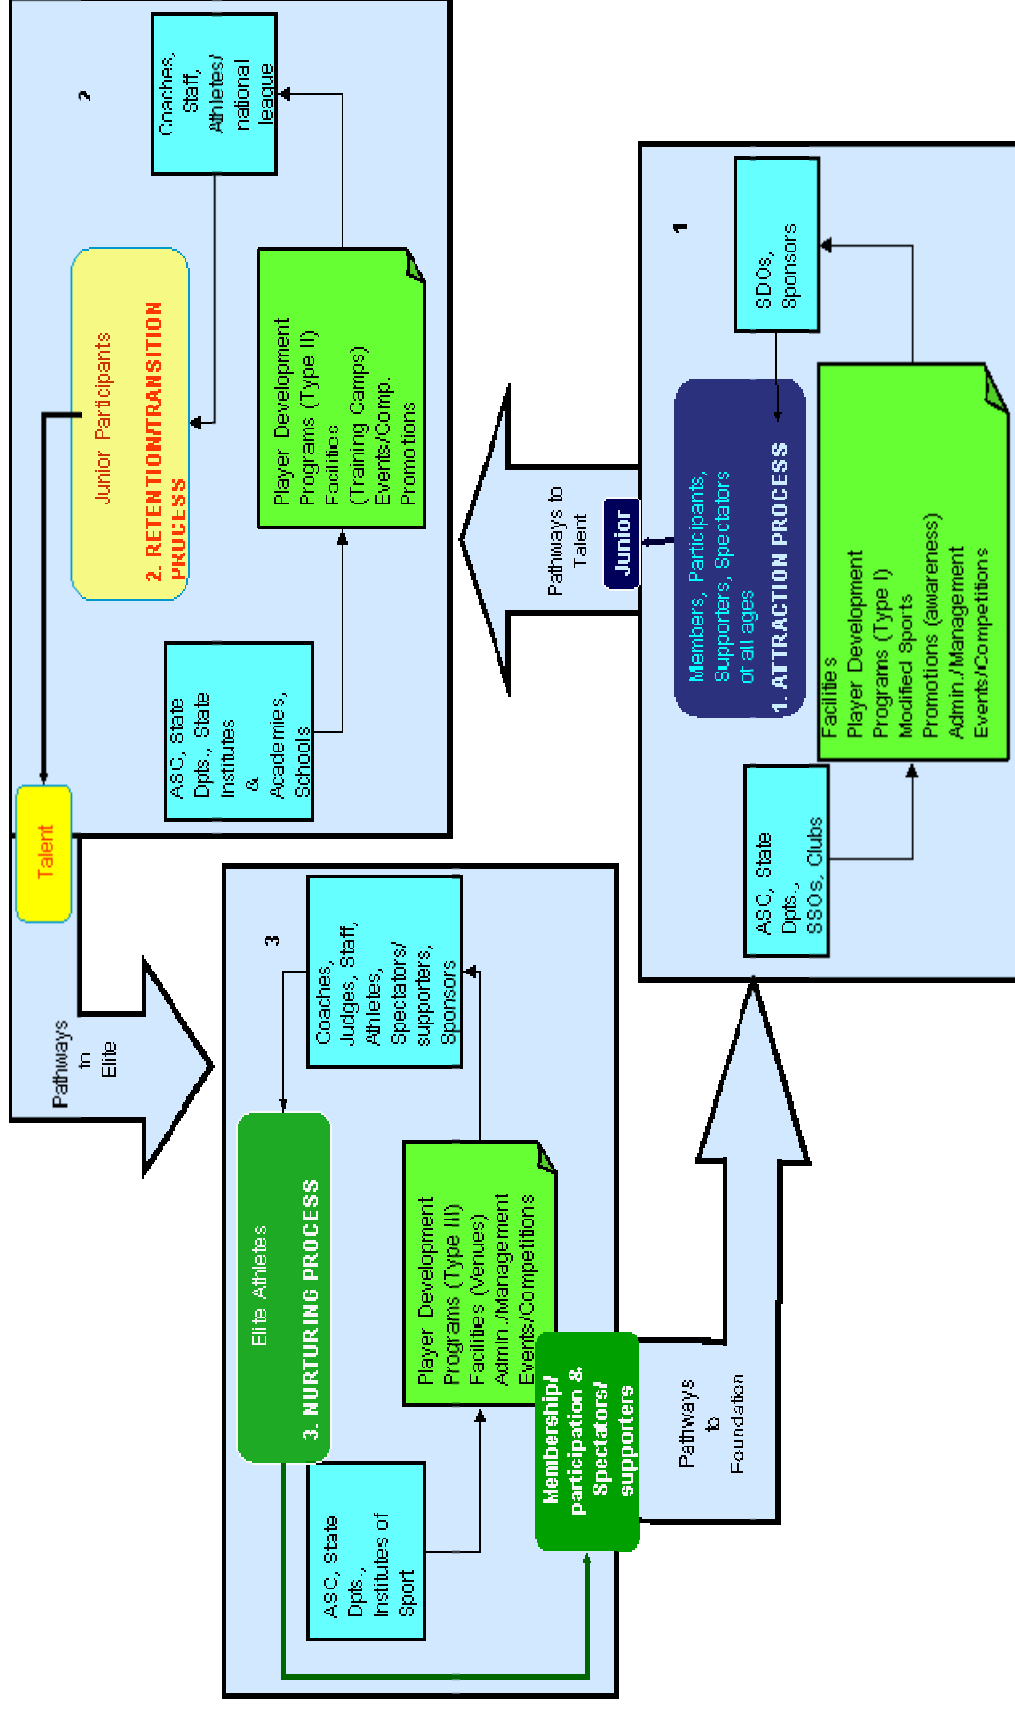 3
Elite Athletes
3. NURTURING PROCESS
ASC, State
Dpts.,
Institutes of
Sport
Player Development
Programs (Type III)
Facilities (Venues)
Admin./Management
Events/Competitions
Coaches,
Judges, Staff,
Athletes,
Spectators/
supporters,
Sponsors
Membership/
participation &
Spectators/
supporters
Pathways
to
Foundation
Pathways
to
Elite
Talent
2
Junior Participants
2. RETENTION/TRANSITION
PROCESS
ASC, State
Dpts., State
Institutes
&
Academies,
Schools
Player Development
Programs (Type II)
Facilities
(Training Camps)
Events/Comp.
Promotions
Coaches,
Staff,
Athletes/
national
league
Pathways to
Talent
Junior
1
Members, Participants,
Supporters, Spectators
of all ages
1. ATTRACTION PROCESS
SDOs,
Sponsors
ASC, State
Dpts.,
SSOs, Clubs
Facilities
Player Development
Programs (Type I)
Modified Sports
Promotions (awareness)
Admin./Management
Events/Competitions